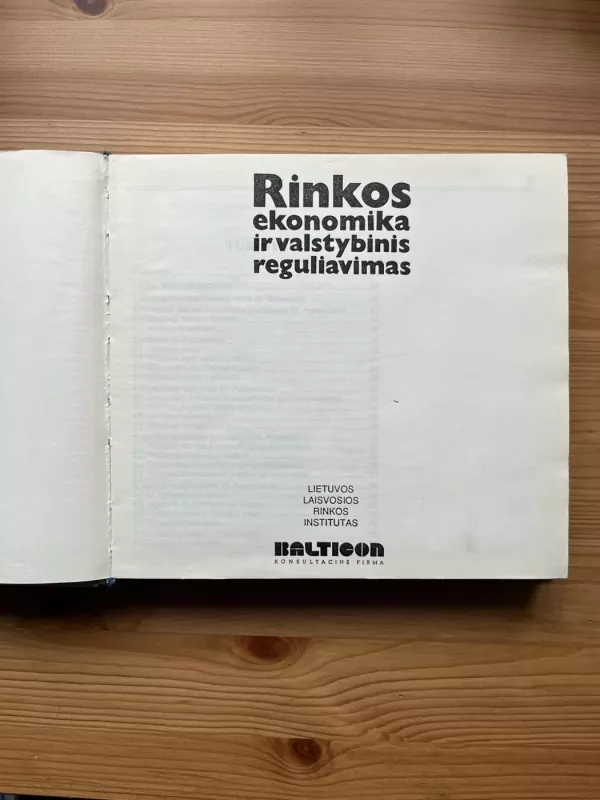 Rinkos
ekonomika
ir valstybinis
reguliavimas
LIETUVOS
LAISVOSIOS
RINKOS
INSTITUTAS
BALTICON
KONSULTACINĖ FIRMA